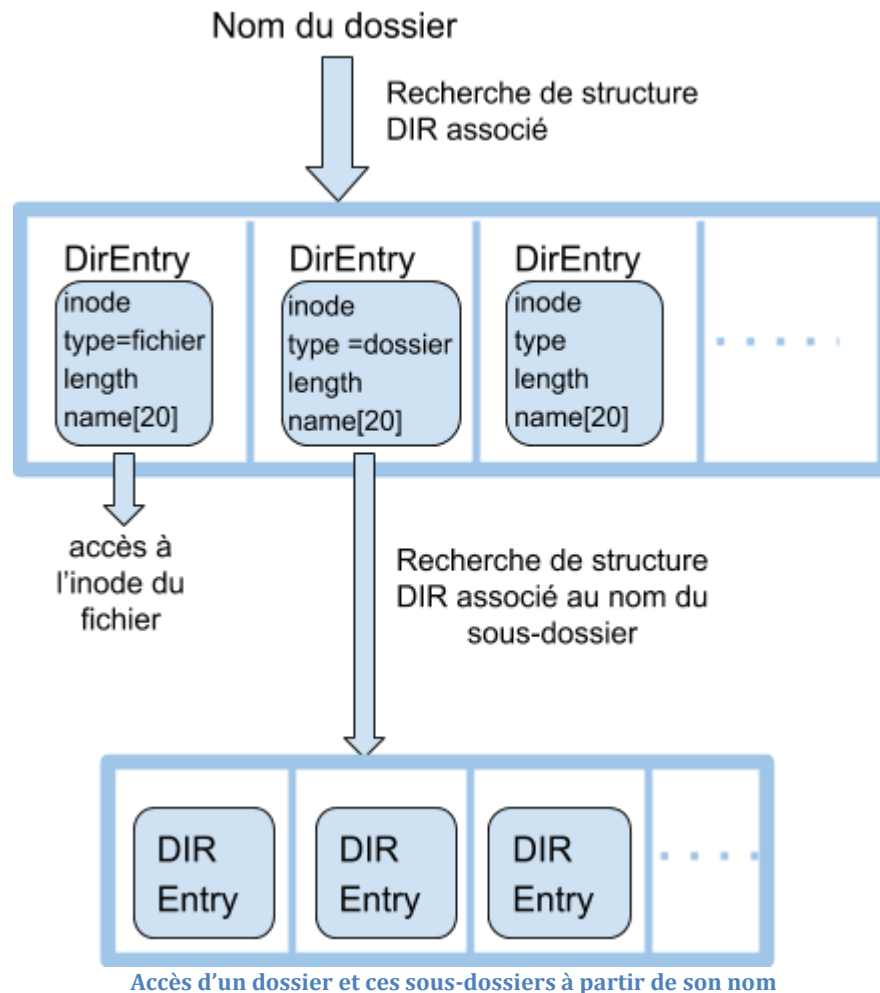 Nom du dossier
Recherche de structure
DIR associé
DirEntry
inode
type=fichier
length
name[20]
DirEntry
inode
type =dossier
length
name[20]
DirEntry
inode
type
length
name[20]
accès à
l'inode du
fichier
Recherche de structure
DIR associé au nom du
sous-dossier
DIR
Entry
DIR
Entry
DIR
Entry
Accès d’un dossier et ces sous-dossiers à partir de son nom